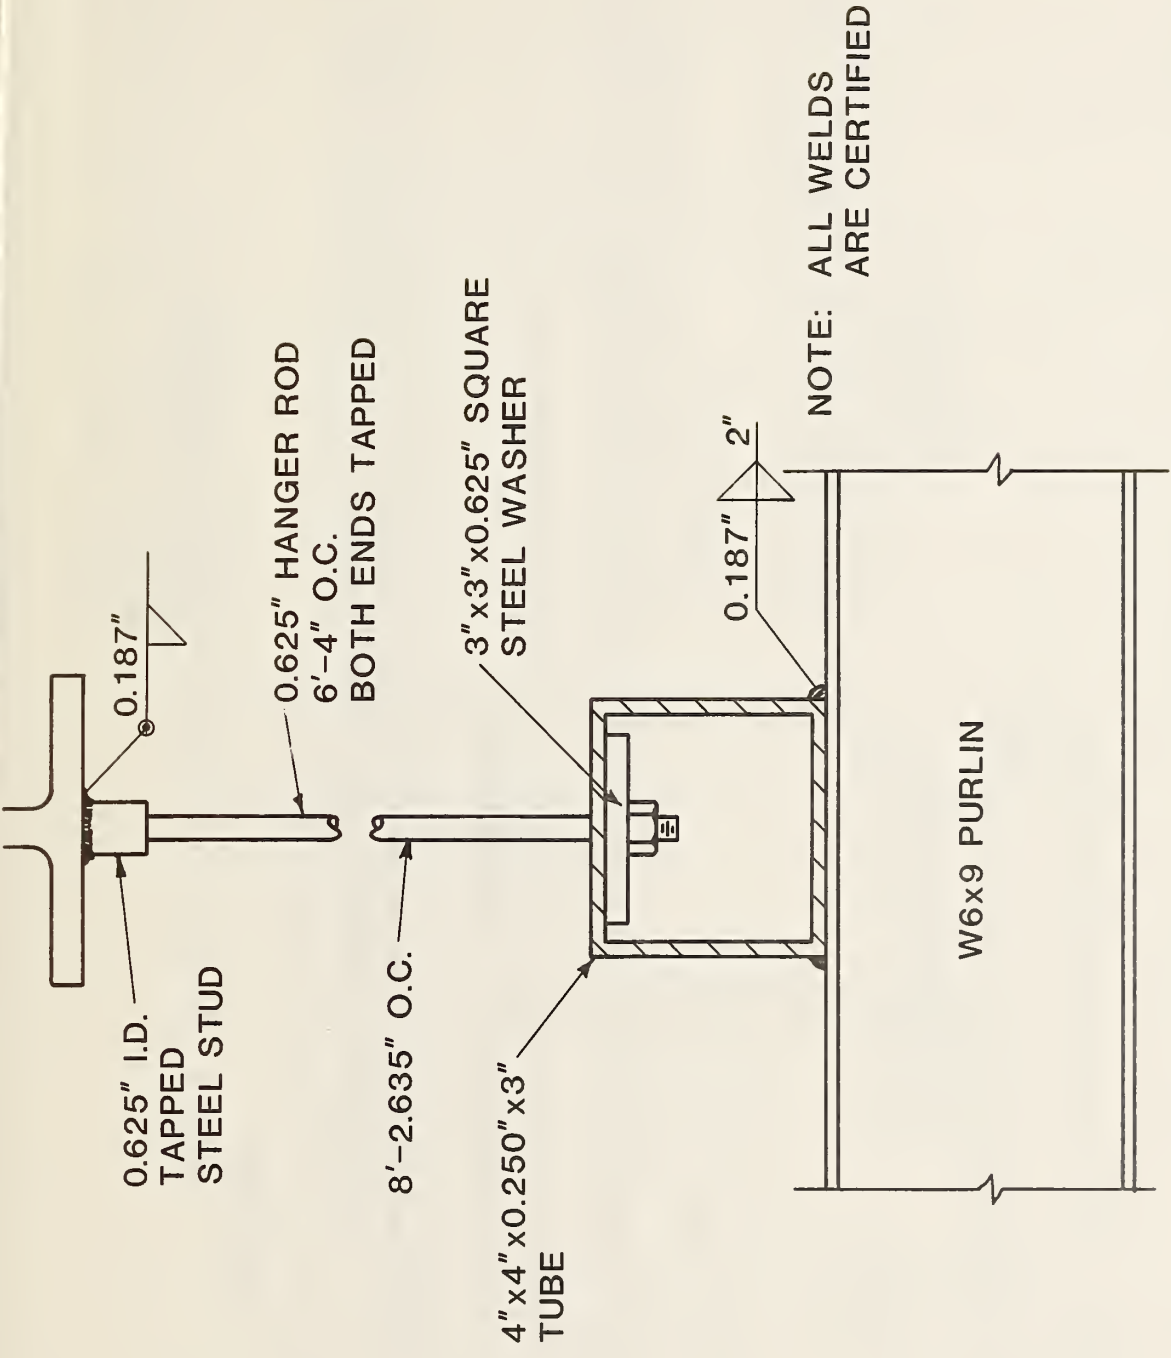 0.187"
0.625" I.D.
TAPPED
STEEL STUD
0.625" HANGER ROD
6'-4" O.C.
BOTH ENDS TAPPED
8'-2.635" O.C.
3"x3"x0.625" SQUARE
STEEL WASHER
4"x4"x0.250"x3"
TUBE
0.187" 2"
NOTE: ALL WELDS
ARE CERTIFIED
W6x9 PURLIN